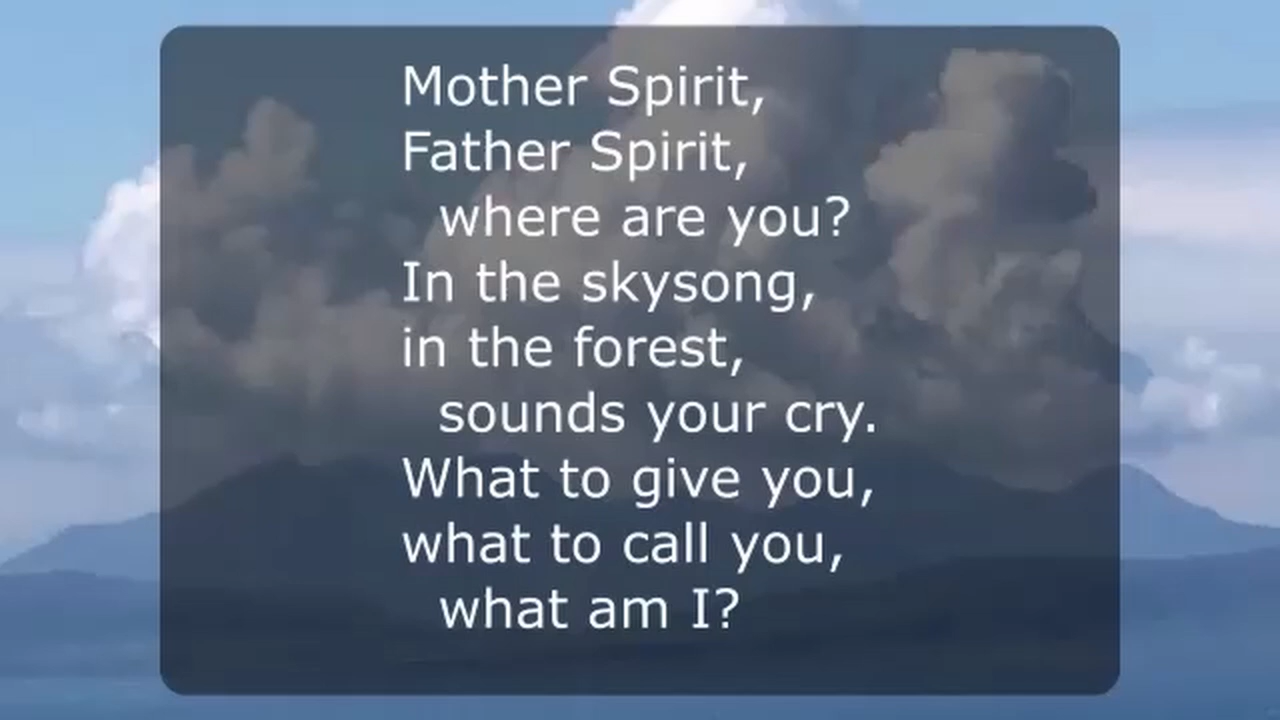 Mother Spirit,
Father Spirit,
where are you?
In the skysong,
in the forest,
sounds your cry.
What to give you,
what to call you,
what am I?